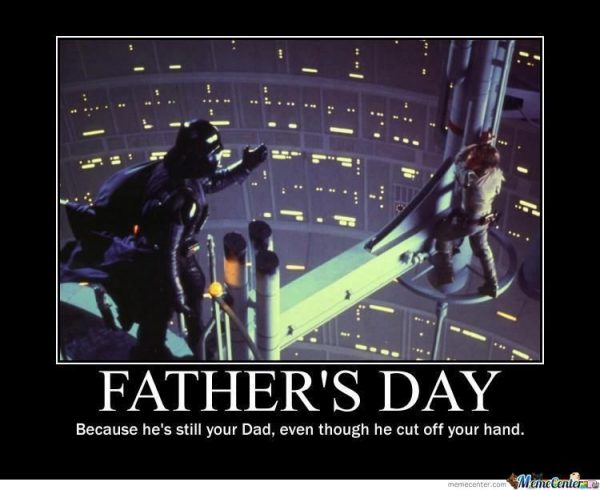 FATHER'S DAY
Because he's still your Dad, even though he cut off your hand.
memecenter.com MemeCenter